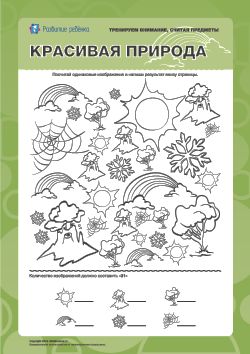 Развитие ребёнка
ТРЕНИРУЕМ ВНИМАНИЕ, СЧИТАЯ ПРЕДМЕТЫ
КРАСИВАЯ ПРИРОДА
Посчитай одинаковые изображения и напиши результат внизу страницы.
Количество изображений должно составить «31»